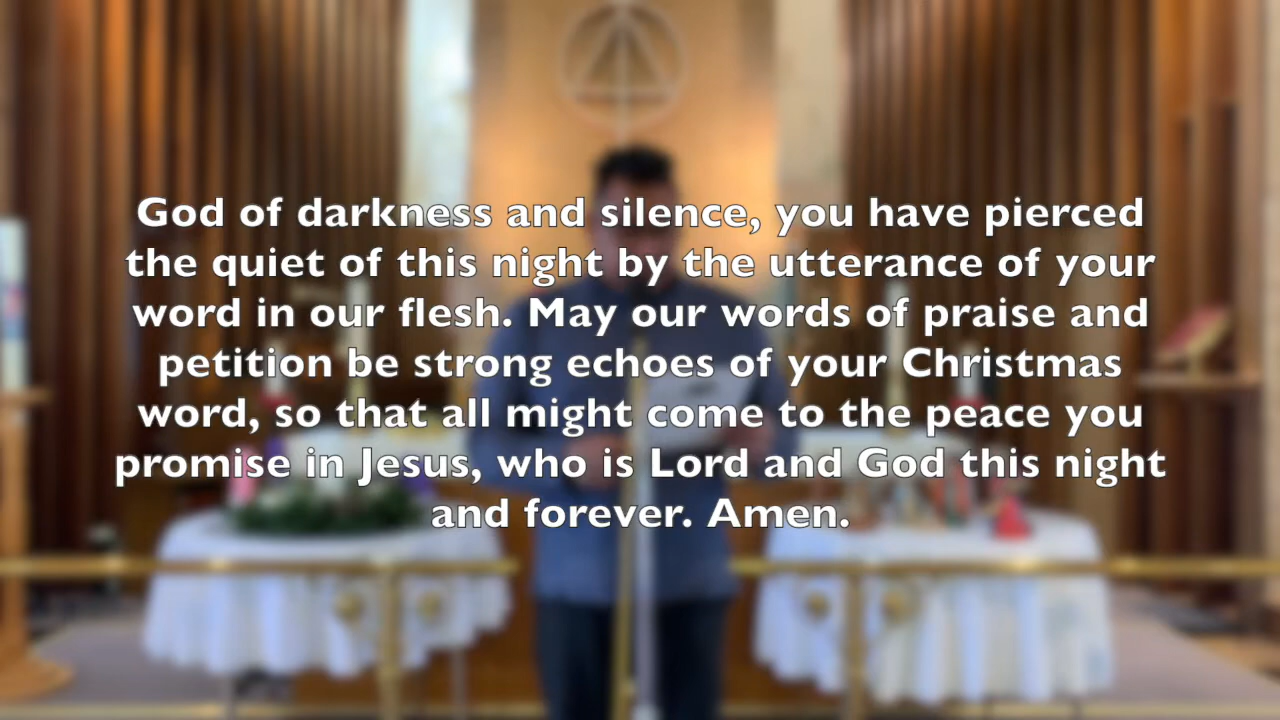 God of darkness and silence, you have pierced
the quiet of this night by the utterance of your
word in our flesh. May our words of praise and
petition be strong echoes of your Christmas
word, so that all might come to the peace you
promise in Jesus, who is Lord and God this night
and forever. Amen.